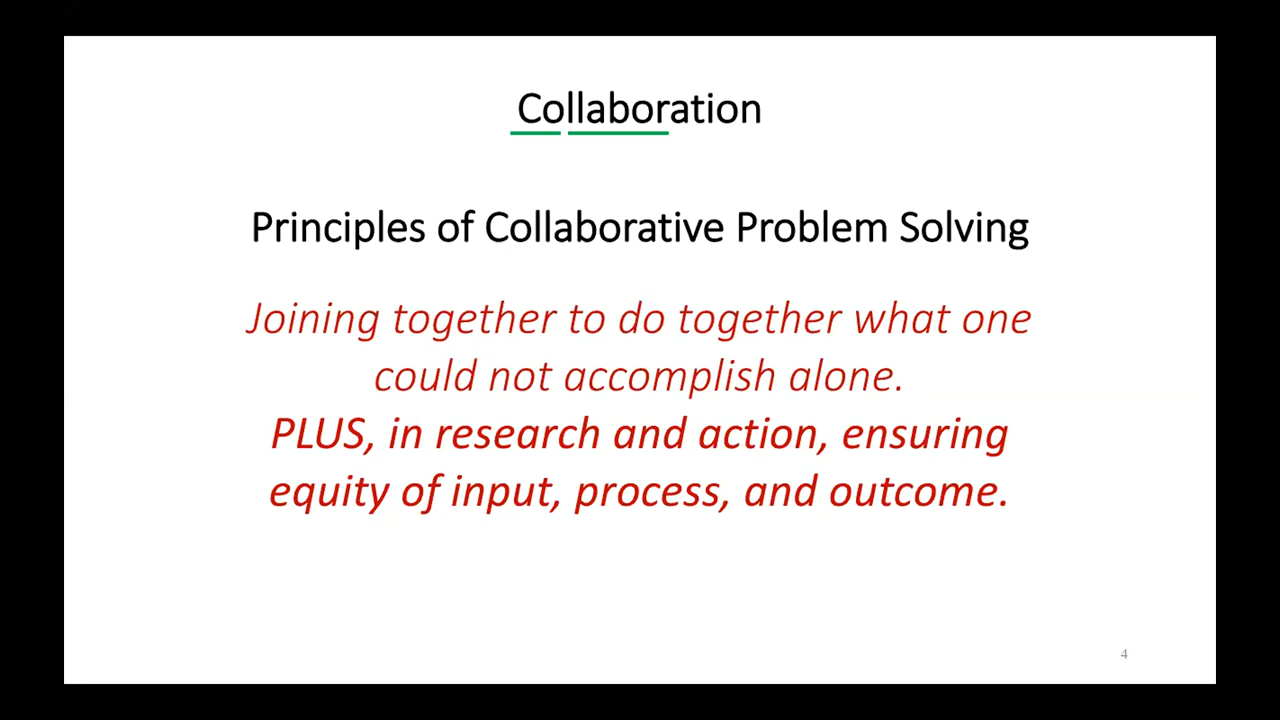 Collaboration
Principles of Collaborative Problem Solving
Joining together to do together what one
could not accomplish alone.
PLUS, in research and action, ensuring
equity of input, process, and outcome.
4